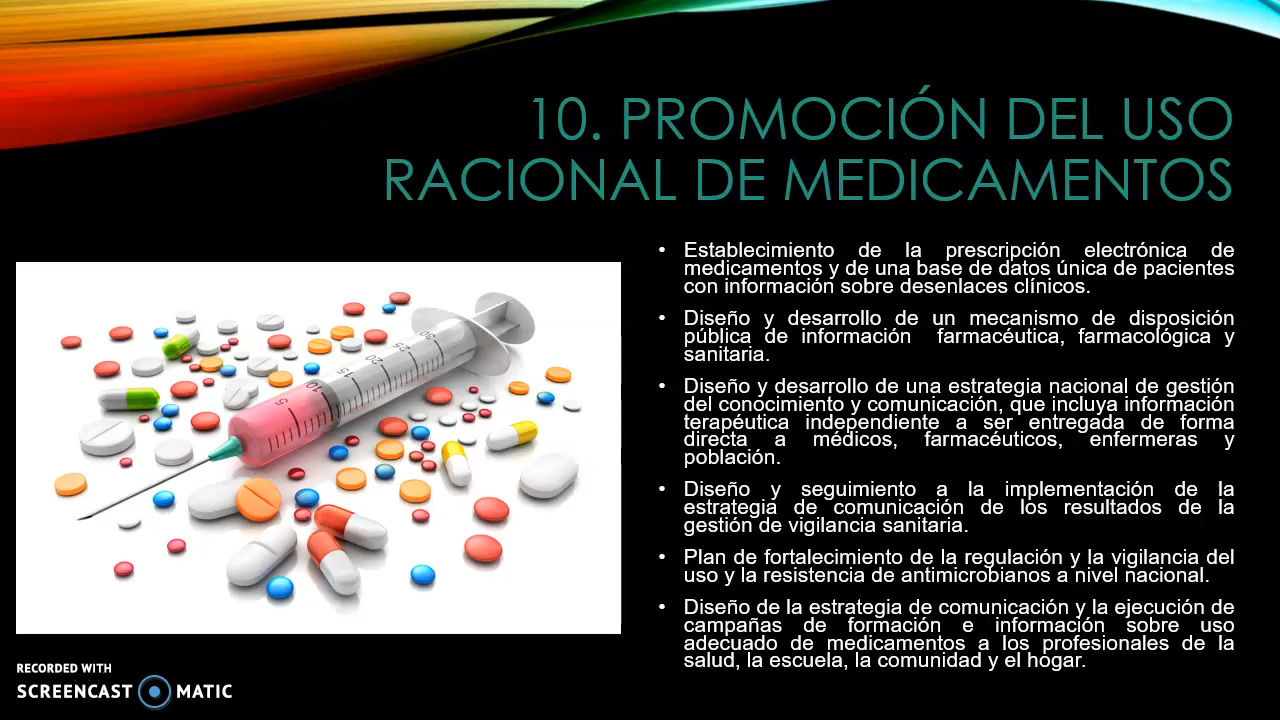 10. PROMOCIÓN DEL USO
RACIONAL DE MEDICAMENTOS
• Establecimiento de la prescripción electrónica de
medicamentos y de una base de datos única de pacientes
con información sobre desenlaces clínicos.
• Diseño y desarrollo de un mecanismo de disposición
pública de información farmacéutica, farmacológica y
sanitaria.
• Diseño y desarrollo de una estrategia nacional de gestión
del conocimiento y comunicación, que incluya información
terapéutica independiente a ser entregada de forma
directa a médicos, farmacéuticos, enfermeras y
población.
• Diseño y seguimiento a la implementación de la
estrategia de comunicación de los resultados de la
gestión de vigilancia sanitaria.
• Plan de fortalecimiento de la regulación y la vigilancia del
uso y la resistencia de antimicrobianos a nivel nacional.
• Diseño de la estrategia de comunicación y la ejecución de
campañas de formación e información sobre uso
adecuado de medicamentos a los profesionales de la
salud, la escuela, la comunidad y el hogar.
5
10
15
20
25
30
RECORDED WITH
SCREENCAST MATIC